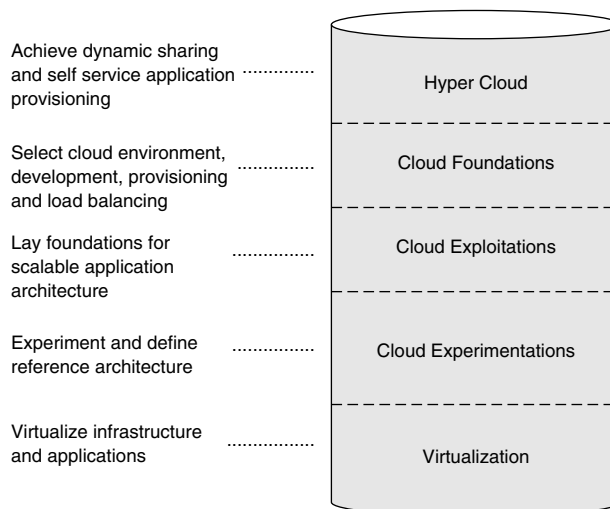 Achieve dynamic sharing
and self service application
provisioning
Hyper Cloud
Select cloud environment,
development, provisioning
and load balancing
Cloud Foundations
Lay foundations for
scalable application
architecture
Cloud Exploitations
Experiment and define
reference architecture
Cloud Experimentations
Virtualize infrastructure
and applications
Virtualization